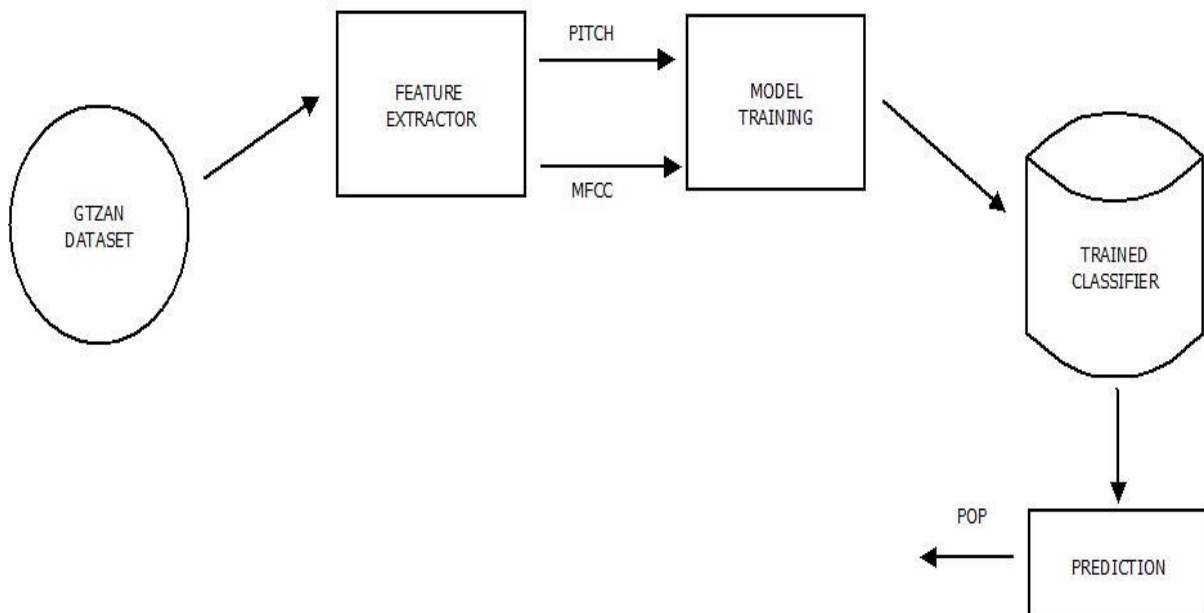 GTZAN
DATASET
FEATURE
EXTRACTOR
PITCH
MFCC
MODEL
TRAINING
TRAINED
CLASSIFIER
POP
PREDICTION